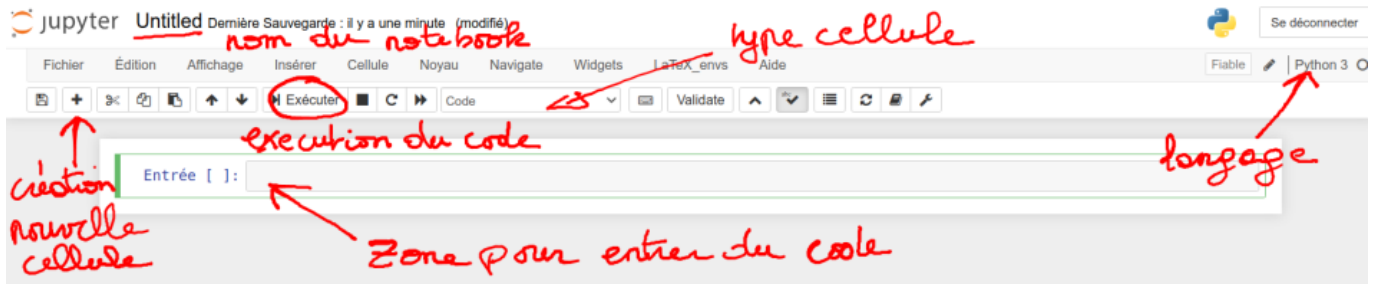 jupyter Untitled Dernière Sauvegarde : il y a une minute (modifié) Se déconnecter
nom du notebook
type cellule
Fichier Édition Affichage Insérer Cellule Noyau Navigate Widgets LaTeX_envs Aide Fiable Python 3
Exécuter Code Validate
execution du code
langage
Entrée [ ]:
création
nouvelle
cellule
Zone pour entrer du code